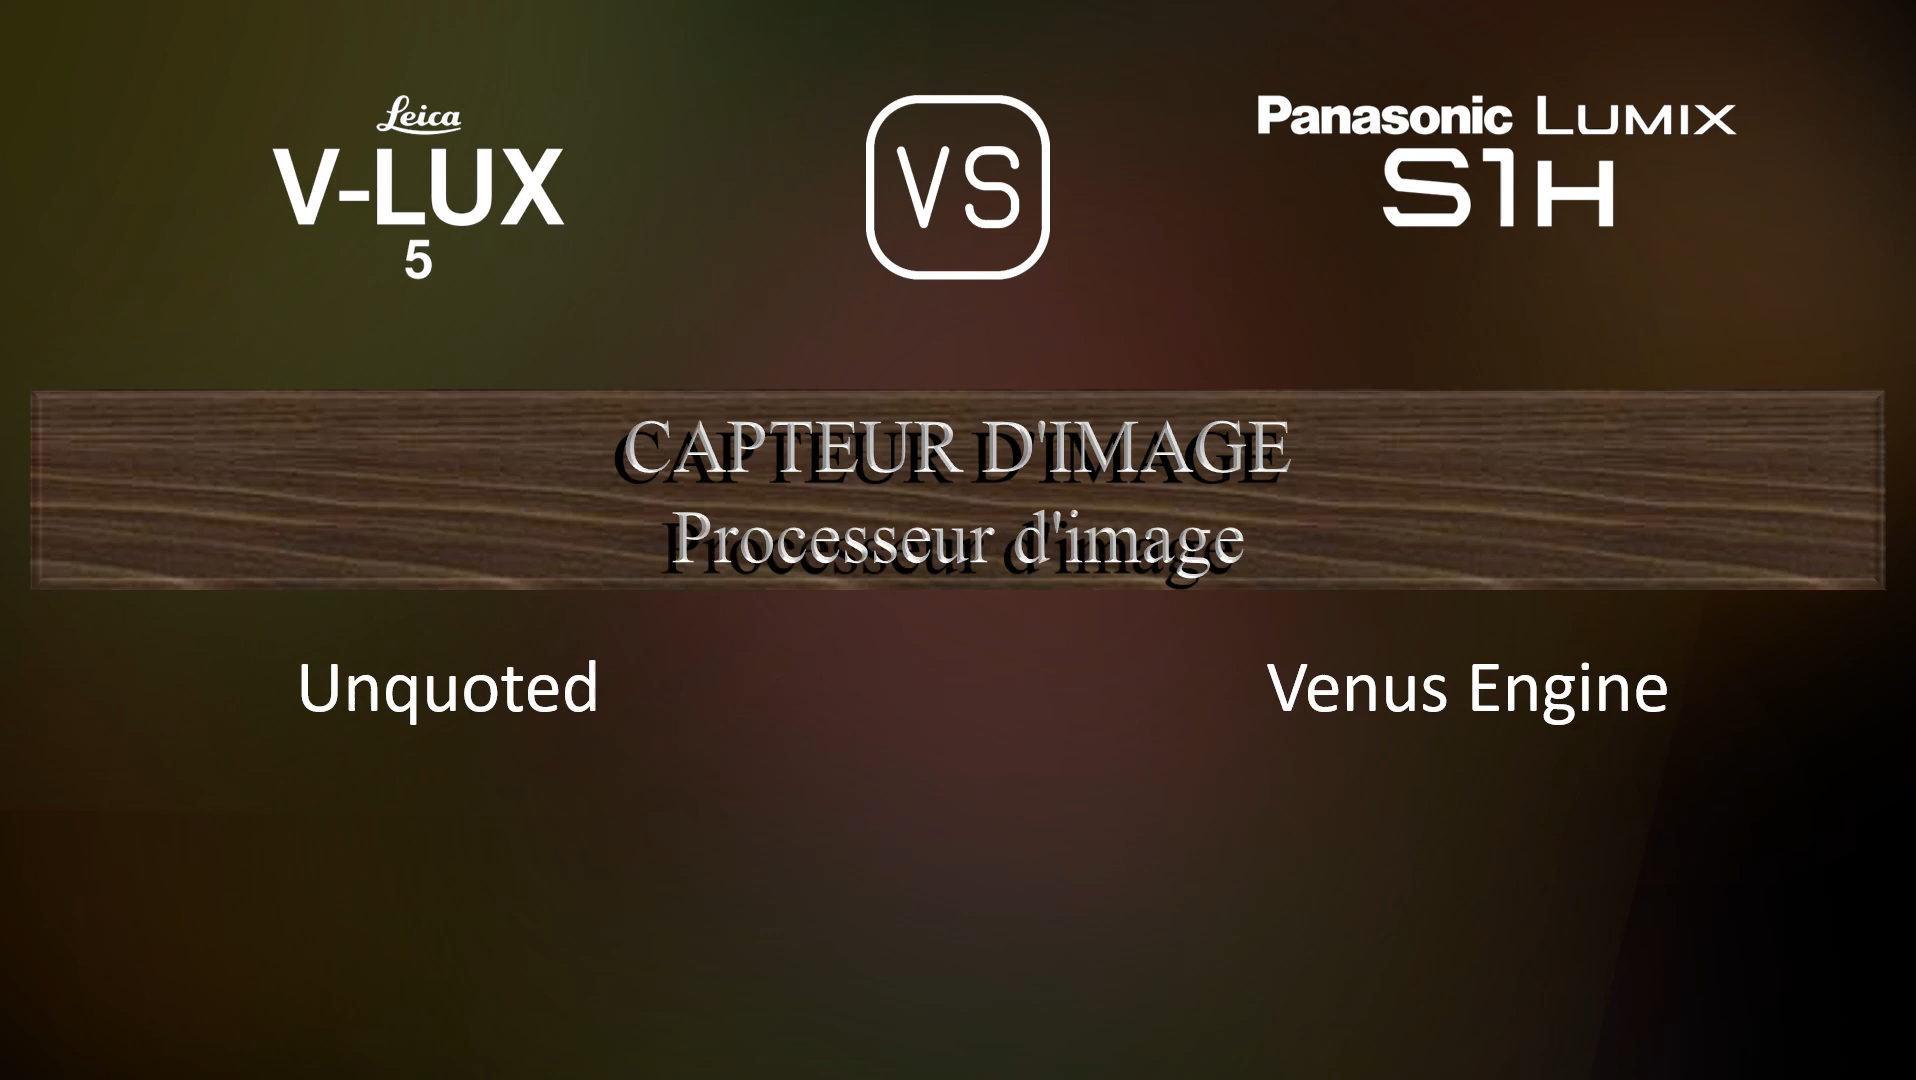 Leica
V-LUX
5
VS
Panasonic LUMIX
S1H
CAPTEUR D'IMAGE
Processeur d'image
Unquoted
Venus Engine